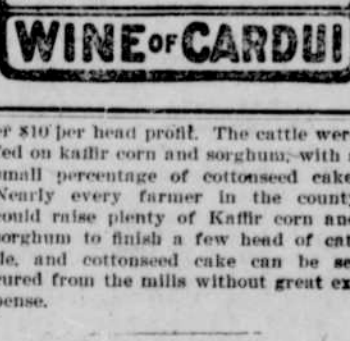 WINE OF CARDUI
er $10 per head profit. The cattle wer
fed on kaffir corn and sorghum, with
small percentage of cottonseed cake
Nearly every farmer in the county
could raise plenty of Kaffir corn and
sorghum to finish a few head of cat
tle, and cottonseed cake can be se
cured from the mills without great ex
pense.